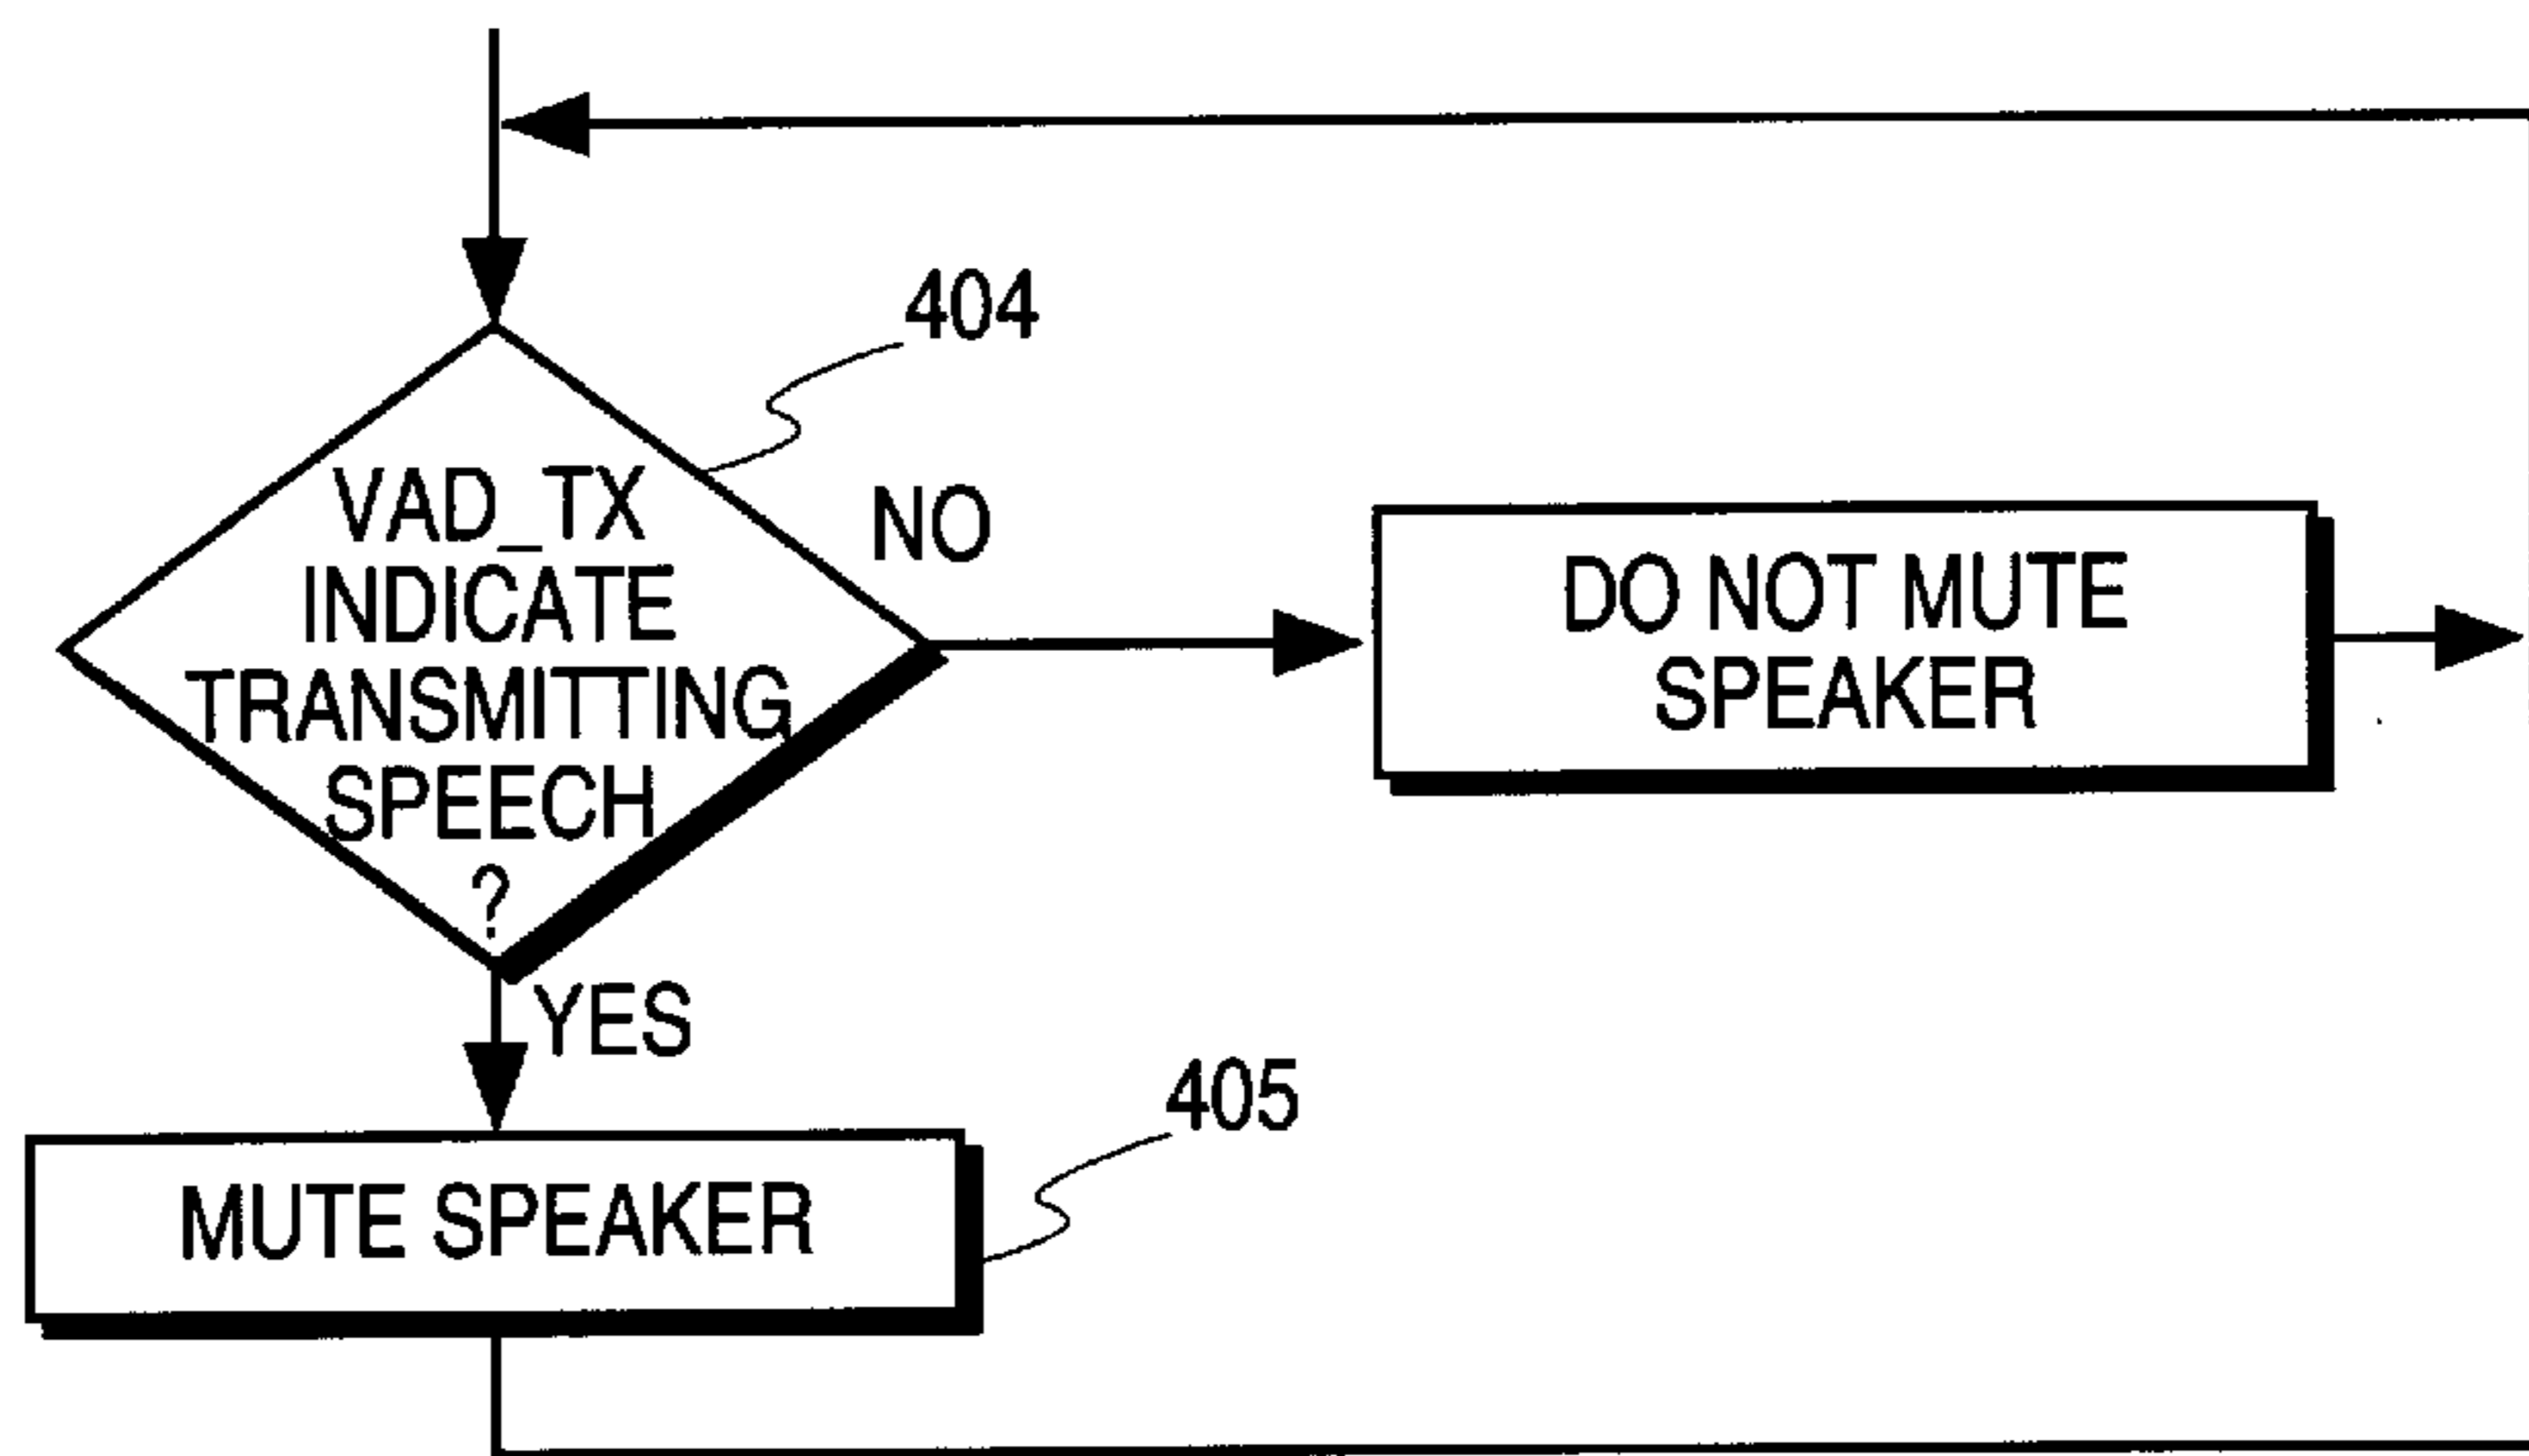 404
VAD_TX
INDICATE
TRANSMITTING
SPEECH
?
NO
DO NOT MUTE
SPEAKER
YES
405
MUTE SPEAKER